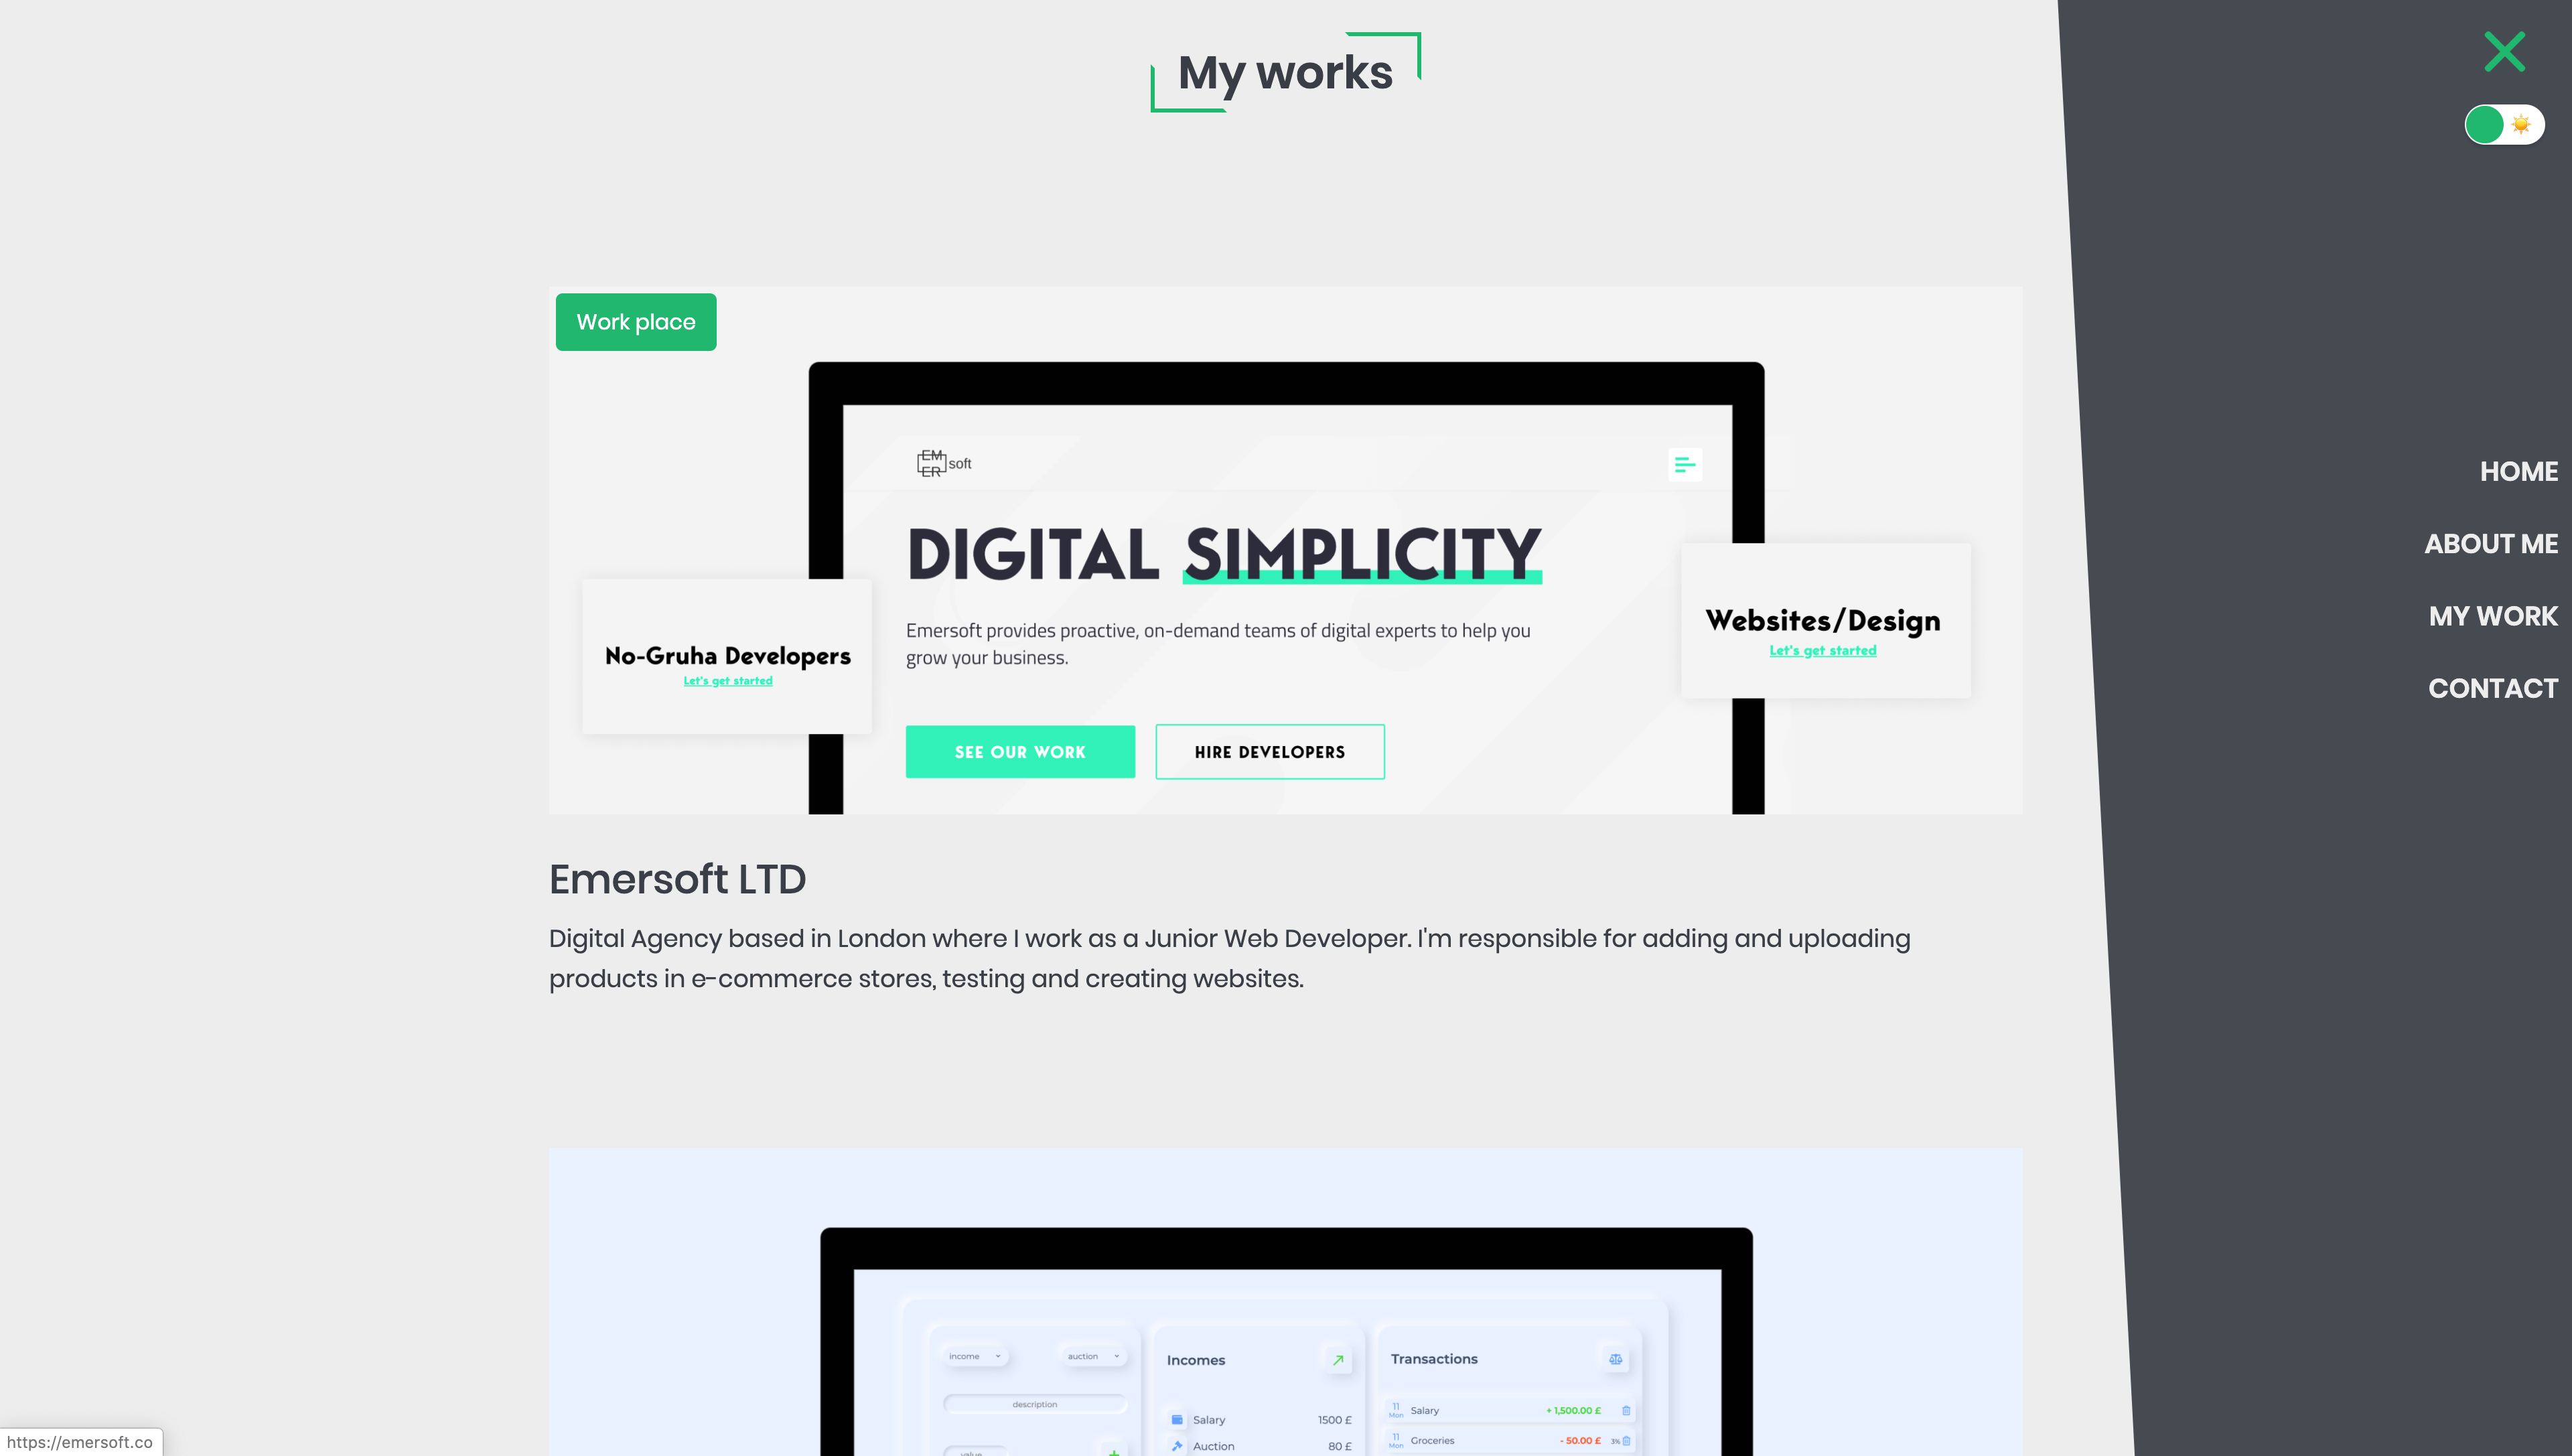 My works
HOME
ABOUT ME
MY WORK
CONTACT
Work place
EM
ER soft
DIGITAL SIMPLICITY
Emersoft provides proactive, on-demand teams of digital experts to help you
grow your business.
No-Gruha Developers
Let's get started
Websites/Design
Let's get started
SEE OUR WORK
HIRE DEVELOPERS
Emersoft LTD
Digital Agency based in London where I work as a Junior Web Developer. I'm responsible for adding and uploading
products in e-commerce stores, testing and creating websites.
income
auction
description
value
Incomes
Salary 1500 £
Auction 80 £
Transactions
11 Mon Salary + 1,500.00 £
11 Mon Groceries - 50.00 £ 3%
https://emersoft.co